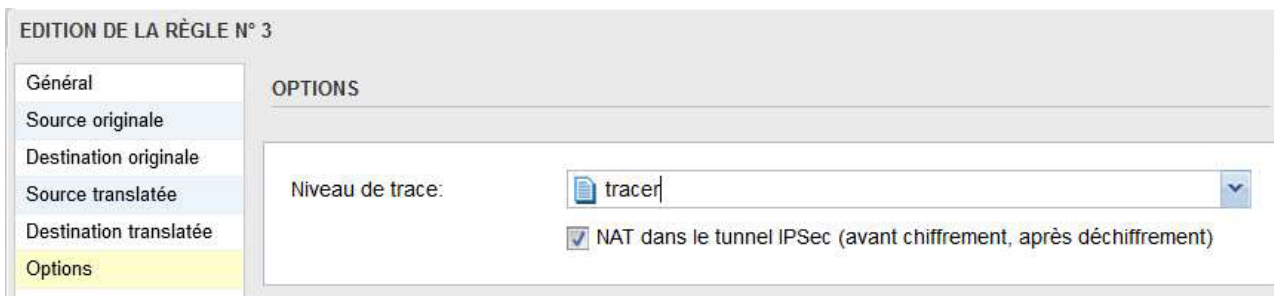 EDITION DE LA RÈGLE N° 3
Général
Source originale
Destination originale
Source translatée
Destination translatée
Options
OPTIONS
Niveau de trace:
tracer
NAT dans le tunnel IPSec (avant chiffrement, après déchiffrement)